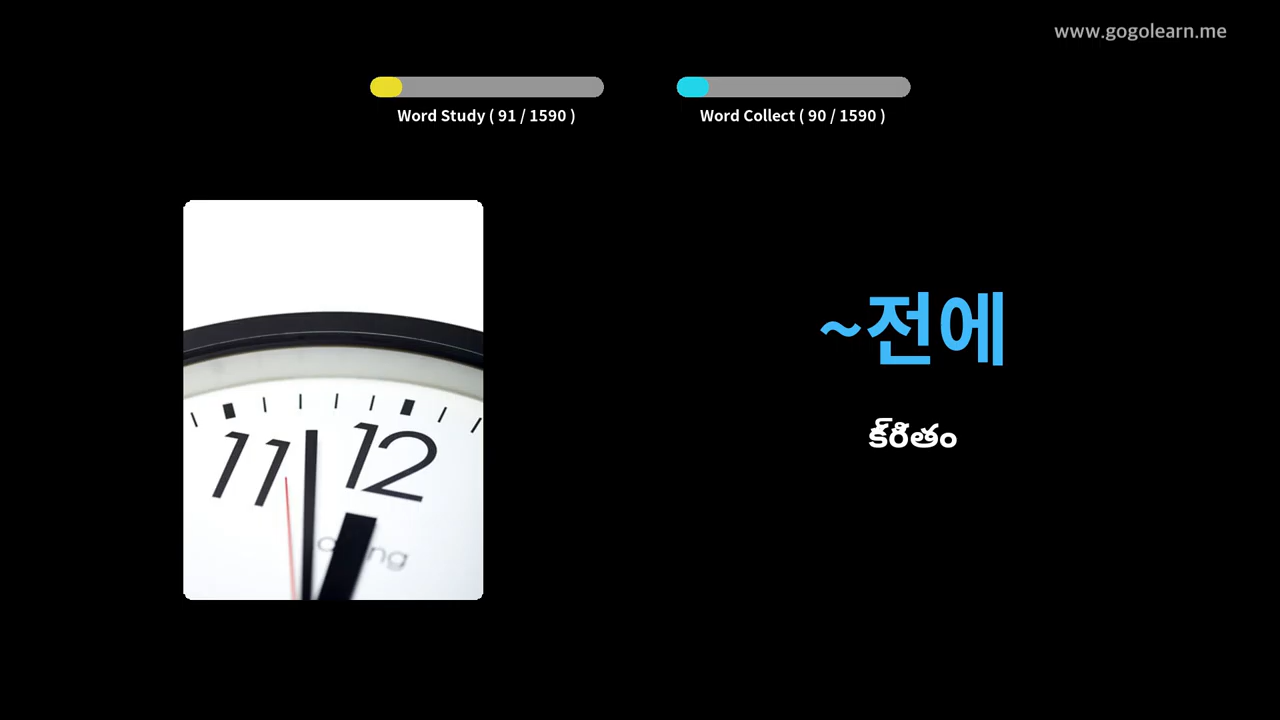 www.gogolearn.me
Word Study ( 91 / 1590 )
Word Collect ( 90 / 1590 )
11 12
~전에
క్రితం